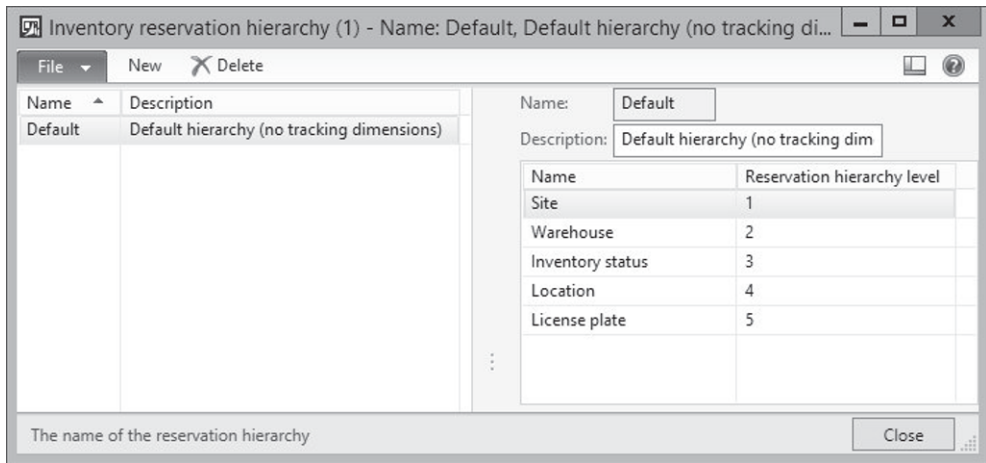 Inventory reservation hierarchy (1) - Name: Default, Default hierarchy (no tracking di...
File New Delete
Name Description
Default Default hierarchy (no tracking dimensions)
Name: Default
Description: Default hierarchy (no tracking dim
Name Reservation hierarchy level
Site 1
Warehouse 2
Inventory status 3
Location 4
License plate 5
The name of the reservation hierarchy
Close